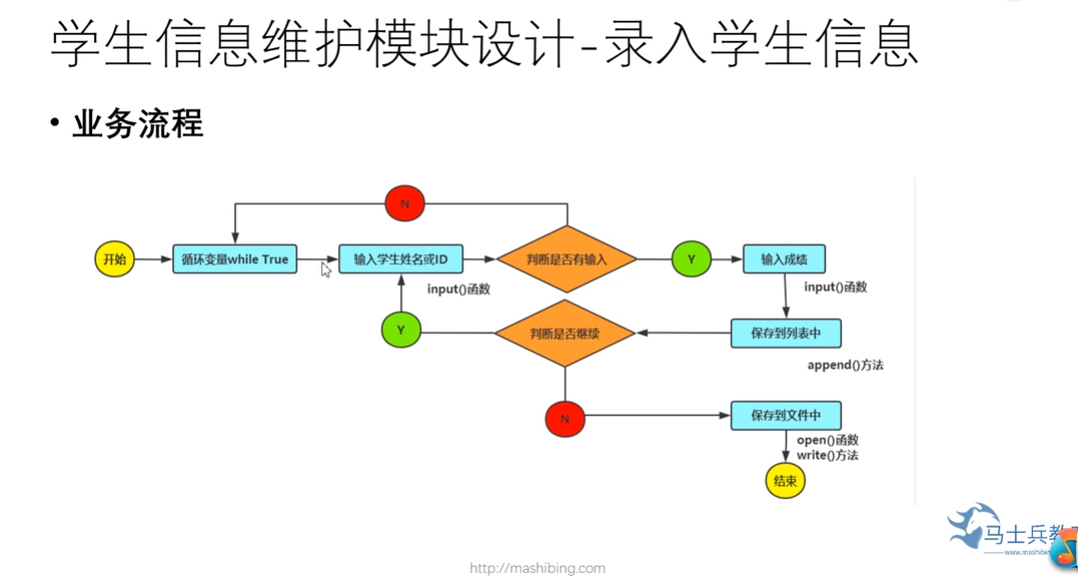 学生信息维护模块设计-录入学生信息
• 业务流程
N
开始
循环变量while True
输入学生姓名或ID
判断是否有输入
Y
输入成绩
input()函数
input()函数
Y
判断是否继续
保存到列表中
append()方法
N
保存到文件中
open()函数
write()方法
结束
马士兵教
www.mashibin
http://mashibing.com